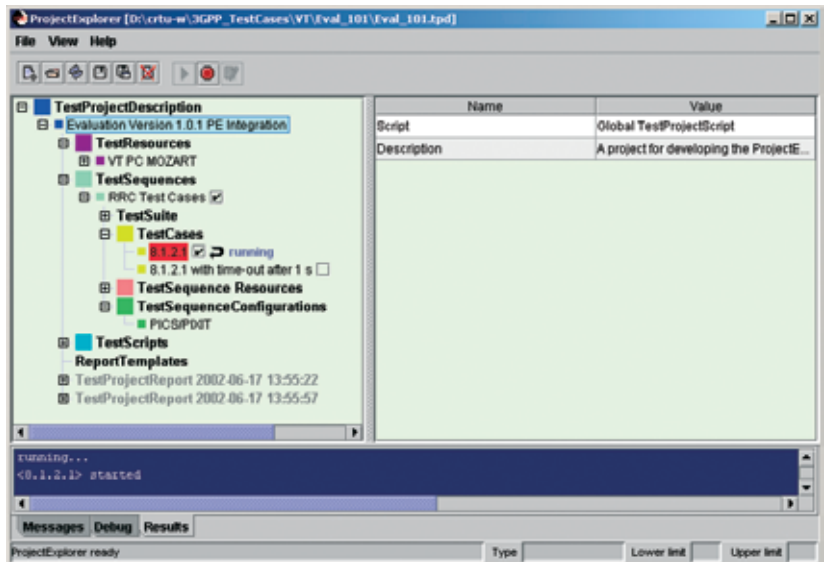 ProjectExplorer [D:\crtu-w\3GPP_TestCases\VT\Eval_101\Eval_101.tpd]
File View Help
TestProjectDescription
Evaluation Version 1.0.1 PE Integration
TestResources
VT PC MOZART
TestSequences
RRC Test Cases
TestSuite
TestCases
8.1.2.1 running
8.1.2.1 with time-out after 1 s
TestSequence Resources
TestSequenceConfigurations
PICS/PIXIT
TestScripts
ReportTemplates
TestProjectReport 2002-06-17 13:55:22
TestProjectReport 2002-06-17 13:55:57
Name Value
Script Global TestProjectScript
Description A project for developing the ProjectE...
running...
<8.1.2.1> started
Messages Debug Results
ProjectExplorer ready Type Lower limit Upper limit